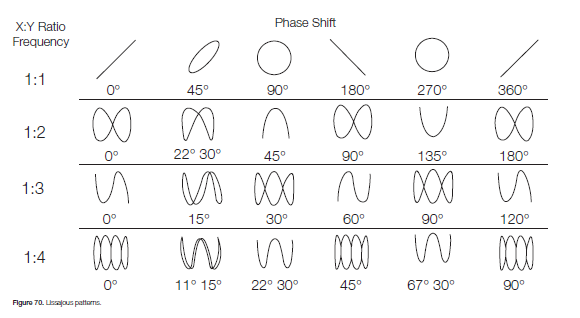 X:Y Ratio
Frequency
Phase Shift
1:1
0° 45° 90° 180° 270° 360°
1:2
0° 22° 30° 45° 90° 135° 180°
1:3
0° 15° 30° 60° 90° 120°
1:4
0° 11° 15° 22° 30° 45° 67° 30° 90°
Figure 70. Lissajous patterns.